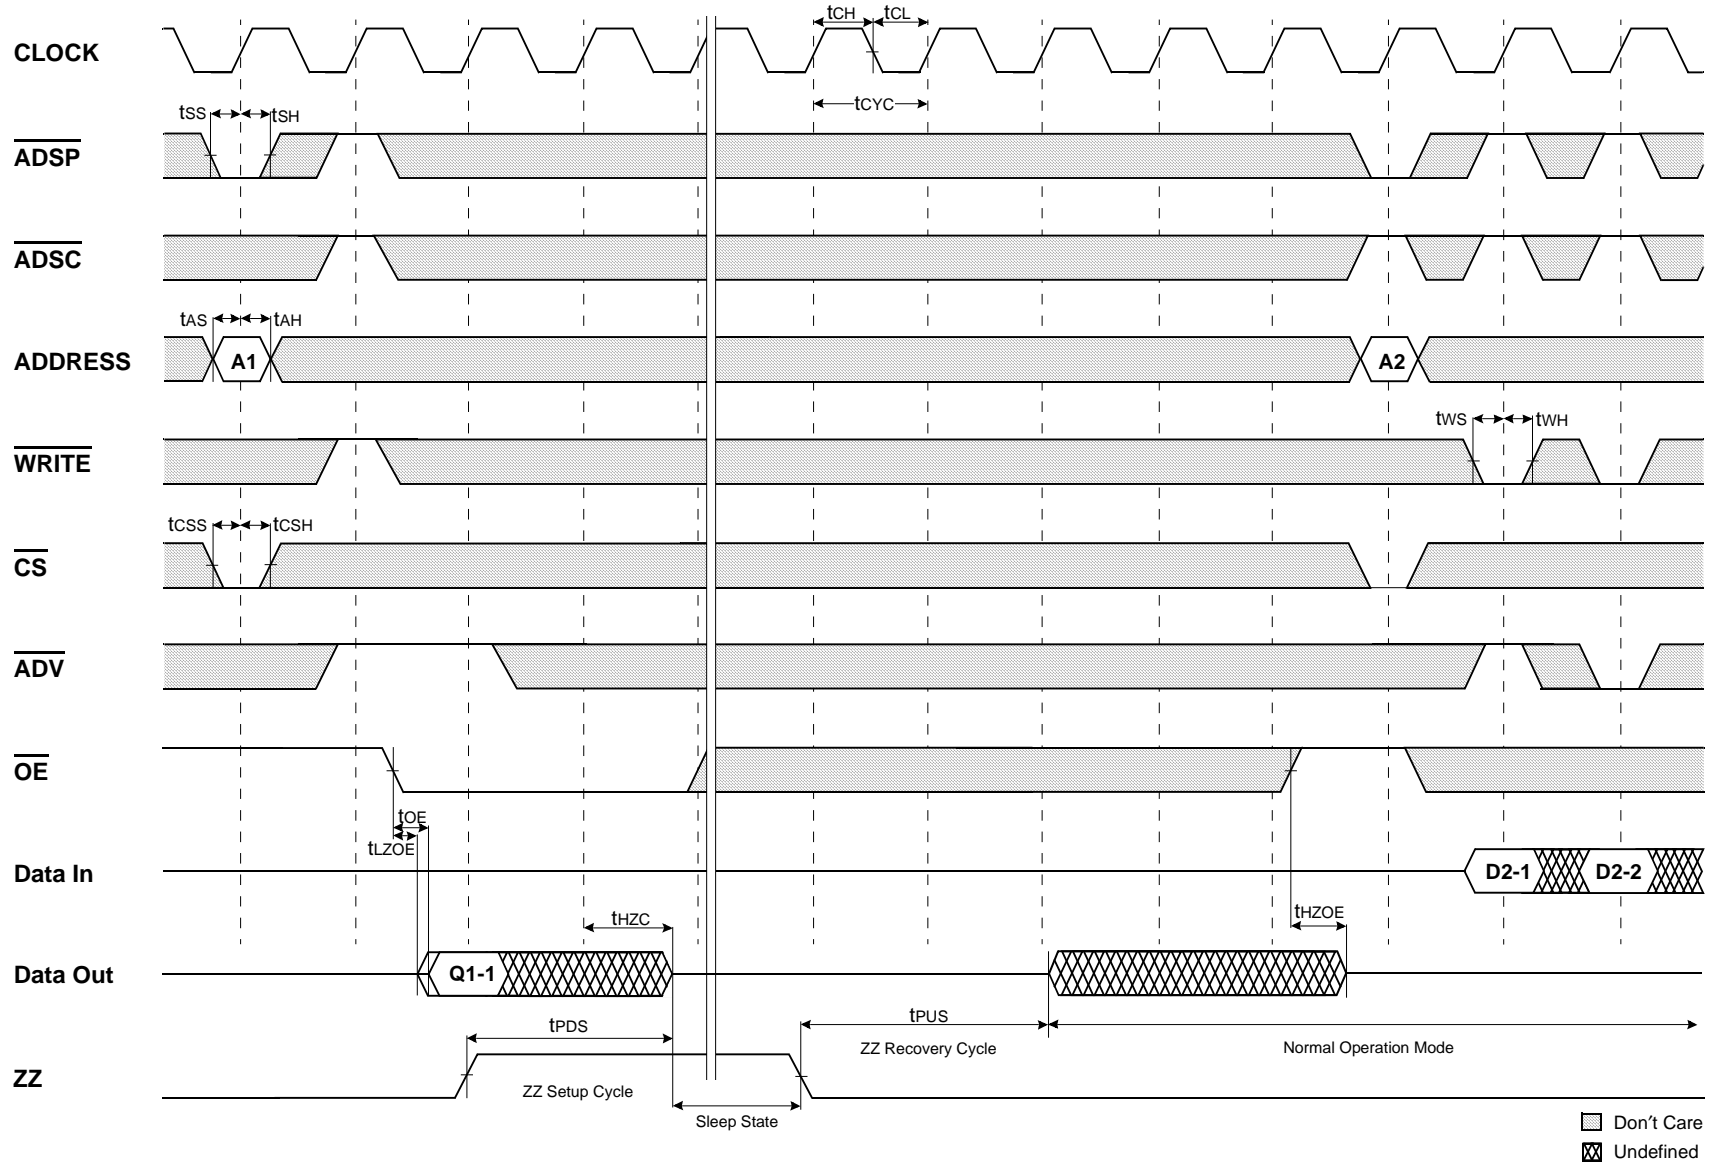 tCH tCL
CLOCK
tCYC
tSS tSH
ADSP
ADSC
tAS tAH
ADDRESS A1 A2
tWS tWH
WRITE
tCSS tCSH
CS
ADV
OE
tOE
tLZOE
Data In D2-1 D2-2
tHZC tHZOE
Data Out Q1-1
tPDS tPUS
ZZ Recovery Cycle Normal Operation Mode
ZZ ZZ Setup Cycle
Sleep State
Don′t Care
Undefined